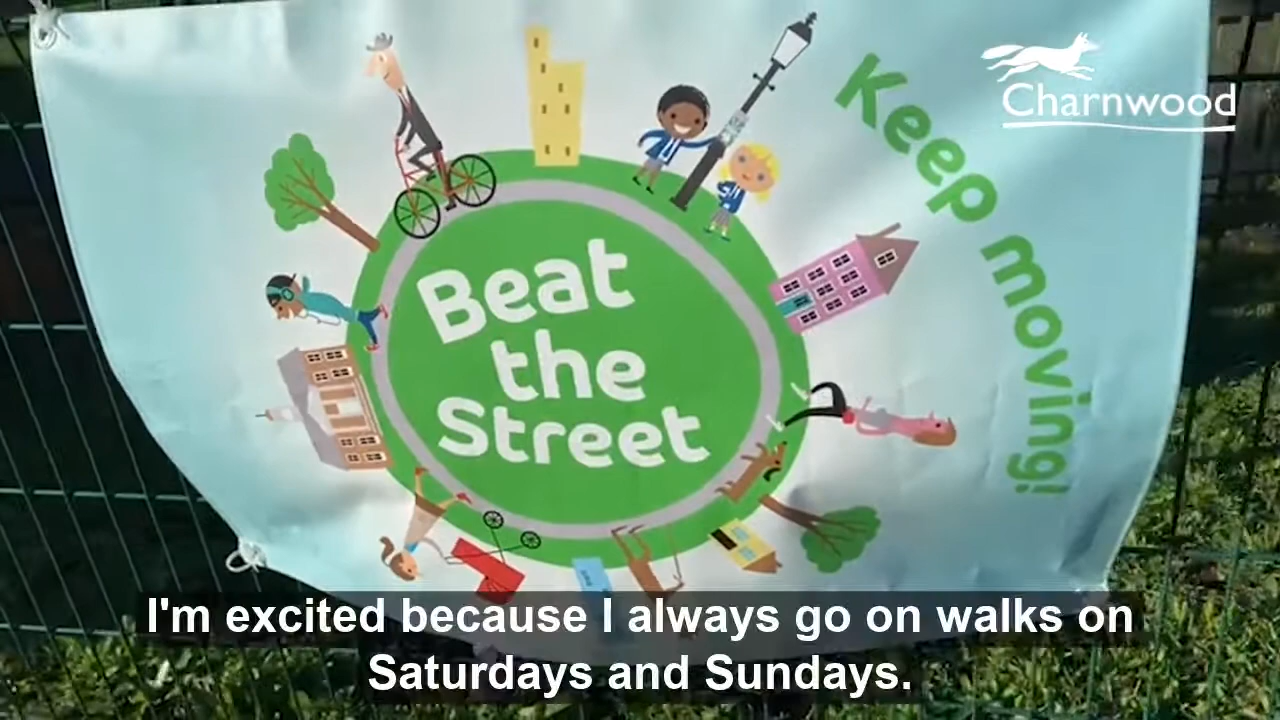 Charnwood
Keep moving!
Beat
the
Street
I'm excited because I always go on walks on
Saturdays and Sundays.